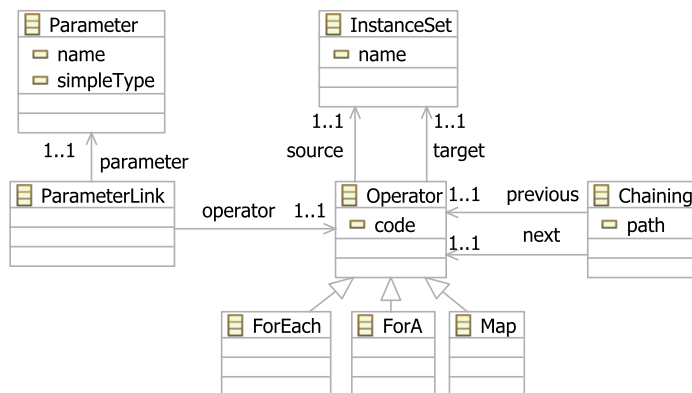 Parameter
name
simpleType
InstanceSet
name
1..1
parameter
1..1
1..1
source
target
ParameterLink
operator
1..1
Operator
code
1..1
previous
1..1
next
Chaining
path
ForEach
ForA
Map